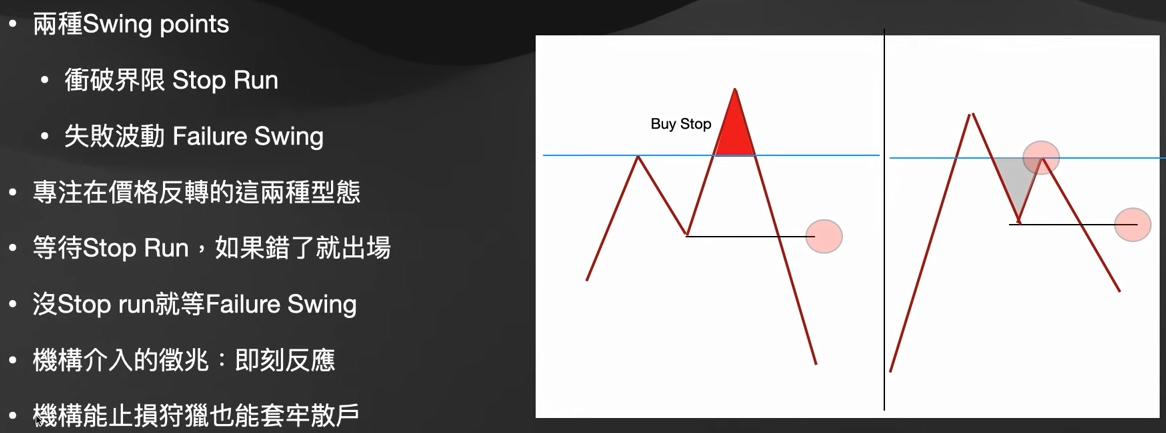 • 兩種Swing points
• 衝破界限 Stop Run
• 失敗波動 Failure Swing
• 專注在價格反轉的這兩種型態
• 等待Stop Run，如果錯了就出場
• 沒Stop run就等Failure Swing
• 機構介入的徵兆：即刻反應
• 機構能止損狩獵也能套牢散戶
Buy Stop